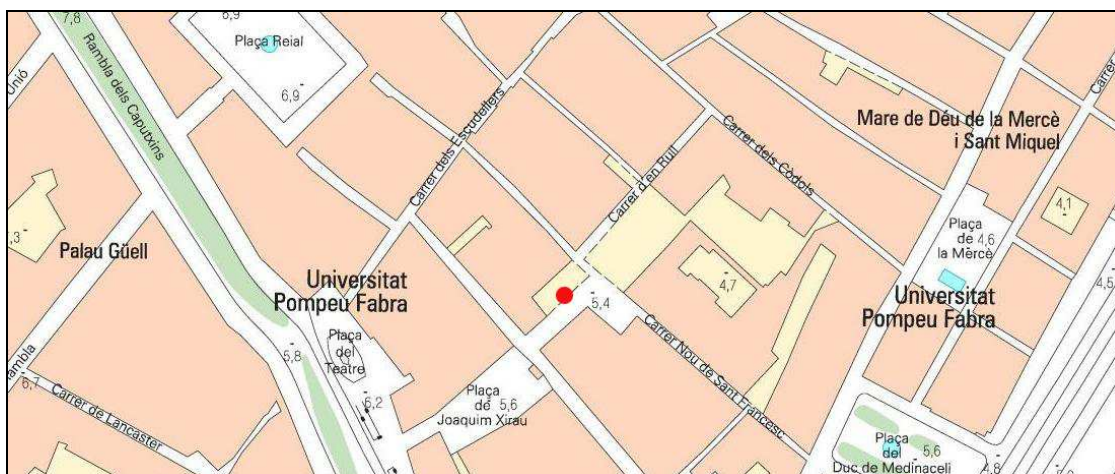 7,8
6,9
Plaça Reial
6,9
Unió
Rambla dels Caputxins
Carrer dels Escudellers
Carrer d'en Rull
Carrer dels Còdols
Carrer
Mare de Déu de la Mercè
i Sant Miquel
4,1
Plaça
de 4,6
la Mercè
Palau Güell
Universitat
Pompeu Fabra
5,4
4,7
Universitat
Pompeu Fabra
4,5
5,8
Plaça
del
Teatre
Carrer Nou de Sant Francesc
6,7
Carrer de Lancaster
6,2
Plaça
de 5,6
Joaquim Xirau
Plaça
del 5,6
Duc de Medinaceli
4,8